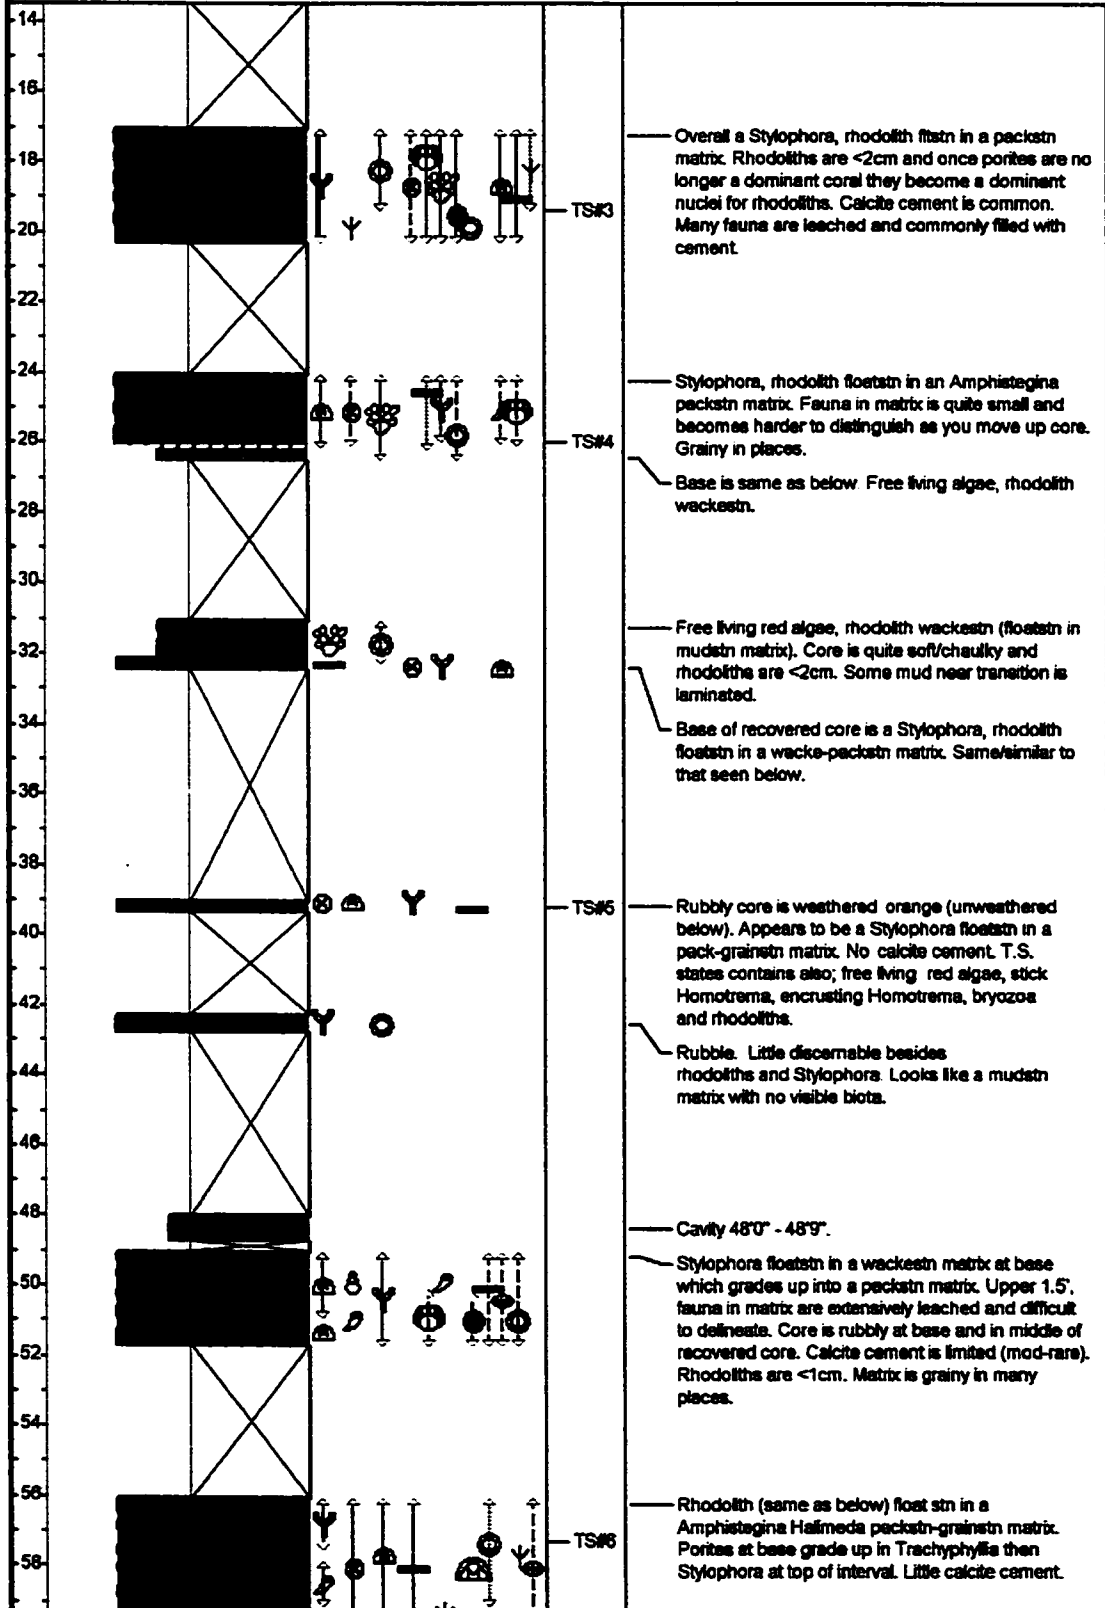 14
16
18
20
22
24
26
28
30
32
34
36
38
40
42
44
46
48
50
52
54
56
58
TS#3
TS#4
TS#5
TS#6
Overall a Stylophora, rhodolith fltstn in a packstn
matrix. Rhodoliths are <2cm and once porites are no
longer a dominant coral they become a dominant
nuclei for rhodoliths. Calcite cement is common.
Many fauna are leached and commonly filled with
cement.
Stylophora, rhodolith floatstn in an Amphistegina
packstn matrix. Fauna in matrix is quite small and
becomes harder to distinguish as you move up core.
Grainy in places.
Base is same as below. Free living algae, rhodolith
wackestn.
Free living red algae, rhodolith wackestn (floatstn in
mudstn matrix). Core is quite soft/chaulky and
rhodoliths are <2cm. Some mud near transition is
laminated.
Base of recovered core is a Stylophora, rhodolith
floatstn in a wacke-packstn matrix. Same/similar to
that seen below.
Rubbly core is weathered orange (unweathered
below). Appears to be a Stylophora floatstn in a
pack-grainstn matrix. No calcite cement. T.S.
states contains also; free living red algae, stick
Homotrema, encrusting Homotrema, bryozoa
and rhodoliths.
Rubble. Little discernable besides
rhodoliths and Stylophora. Looks like a mudstn
matrix with no visible biota.
Cavity 48'0" - 48'9".
Stylophora floatstn in a wackestn matrix at base
which grades up into a packstn matrix. Upper 1.5',
fauna in matrix are extensively leached and difficult
to delineate. Core is rubbly at base and in middle of
recovered core. Calcite cement is limited (mod-rare).
Rhodoliths are <1cm. Matrix is grainy in many
places.
Rhodolith (same as below) float stn in a
Amphistegina Halimeda packstn-grainstn matrix.
Porites at base grade up in Trachyphyllia then
Stylophora at top of interval. Little calcite cement.